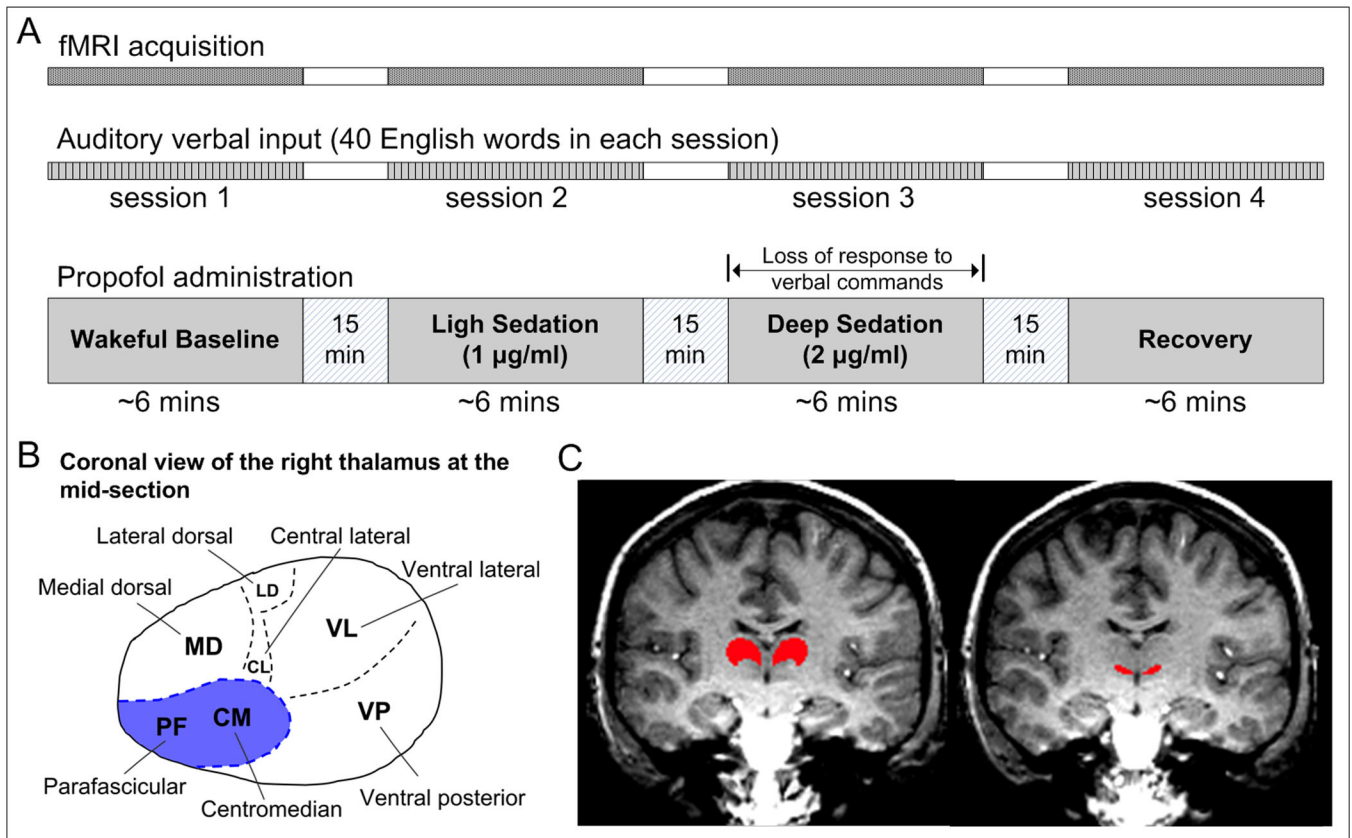 A
fMRI acquisition
Auditory verbal input (40 English words in each session)
session 1
session 2
session 3
session 4
Propofol administration
Loss of response to
verbal commands
Wakeful Baseline
15
min
Ligh Sedation
(1 µg/ml)
15
min
Deep Sedation
(2 µg/ml)
15
min
Recovery
~6 mins
~6 mins
~6 mins
~6 mins
B
Coronal view of the right thalamus at the
mid-section
Lateral dorsal
Central lateral
Medial dorsal
Ventral lateral
LD
MD
VL
CL
PF
CM
VP
Parafascicular
Centromedian
Ventral posterior
C